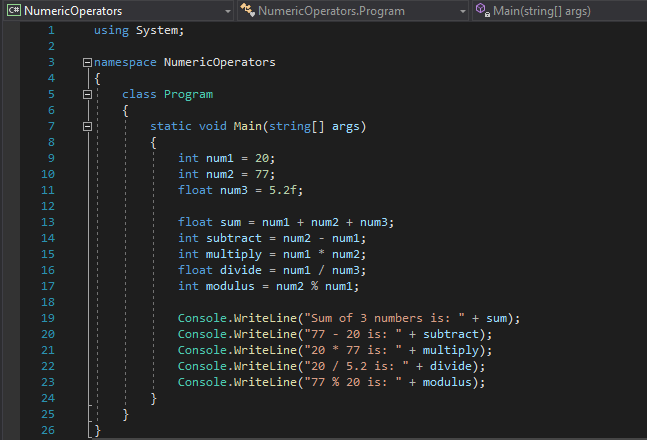 C# NumericOperators NumericOperators.Program Main(string[] args)
1 using System;
2
3 namespace NumericOperators
4 {
5 class Program
6 {
7 static void Main(string[] args)
8 {
9 int num1 = 20;
10 int num2 = 77;
11 float num3 = 5.2f;
12
13 float sum = num1 + num2 + num3;
14 int subtract = num2 - num1;
15 int multiply = num1 * num2;
16 float divide = num1 / num3;
17 int modulus = num2 % num1;
18
19 Console.WriteLine("Sum of 3 numbers is: " + sum);
20 Console.WriteLine("77 - 20 is: " + subtract);
21 Console.WriteLine("20 * 77 is: " + multiply);
22 Console.WriteLine("20 / 5.2 is: " + divide);
23 Console.WriteLine("77 % 20 is: " + modulus);
24 }
25 }
26 }